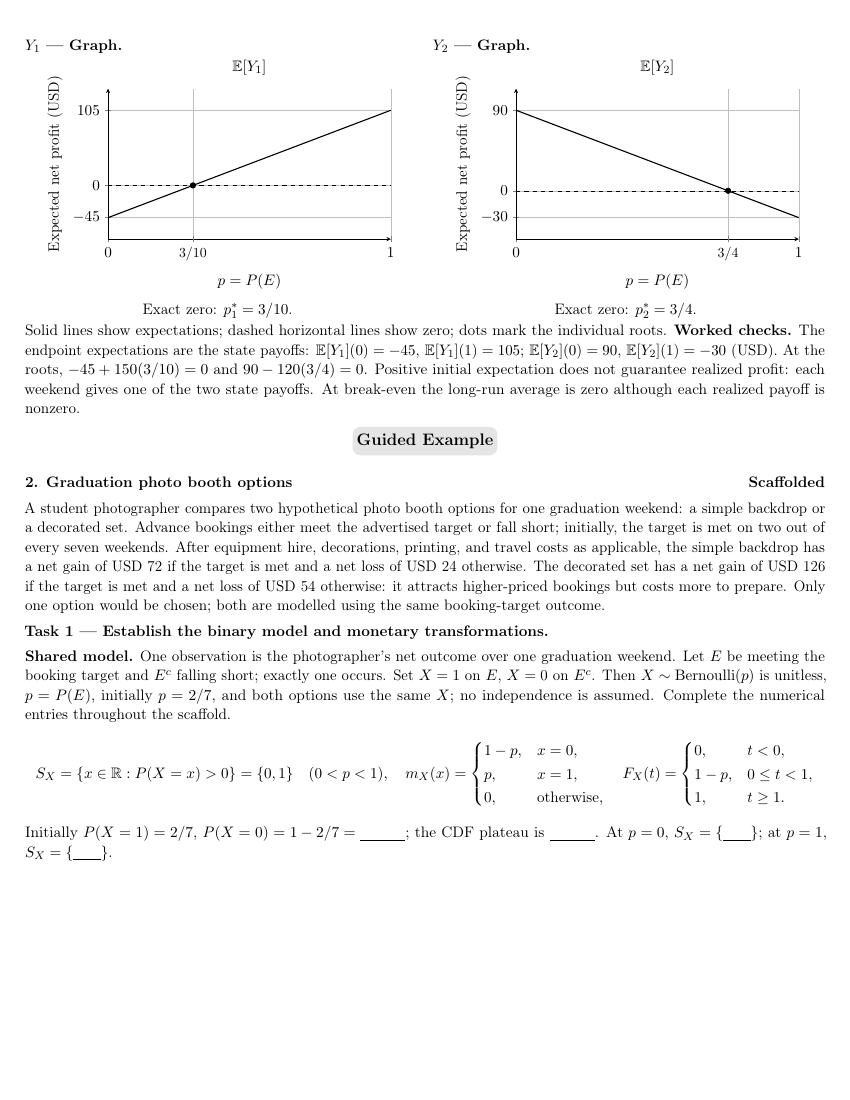 Y₁ — Graph.
𝔼[Y₁]
Expected net profit (USD)
105
0
−45
0
3/10
1
p = P(E)
Exact zero: p₁* = 3/10.
Y₂ — Graph.
𝔼[Y₂]
Expected net profit (USD)
90
0
−30
0
3/4
1
p = P(E)
Exact zero: p₂* = 3/4.
Solid lines show expectations; dashed horizontal lines show zero; dots mark the individual roots. Worked checks. The
endpoint expectations are the state payoffs: 𝔼[Y₁](0) = −45, 𝔼[Y₁](1) = 105; 𝔼[Y₂](0) = 90, 𝔼[Y₂](1) = −30 (USD). At the
roots, −45 + 150(3/10) = 0 and 90 − 120(3/4) = 0. Positive initial expectation does not guarantee realized profit: each
weekend gives one of the two state payoffs. At break-even the long-run average is zero although each realized payoff is
nonzero.
Guided Example
2. Graduation photo booth options Scaffolded
A student photographer compares two hypothetical photo booth options for one graduation weekend: a simple backdrop or
a decorated set. Advance bookings either meet the advertised target or fall short; initially, the target is met on two out of
every seven weekends. After equipment hire, decorations, printing, and travel costs as applicable, the simple backdrop has
a net gain of USD 72 if the target is met and a net loss of USD 24 otherwise. The decorated set has a net gain of USD 126
if the target is met and a net loss of USD 54 otherwise: it attracts higher-priced bookings but costs more to prepare. Only
one option would be chosen; both are modelled using the same booking-target outcome.
Task 1 — Establish the binary model and monetary transformations.
Shared model. One observation is the photographer's net outcome over one graduation weekend. Let E be meeting the
booking target and Eᶜ falling short; exactly one occurs. Set X = 1 on E, X = 0 on Eᶜ. Then X ∼ Bernoulli(p) is unitless,
p = P(E), initially p = 2/7, and both options use the same X; no independence is assumed. Complete the numerical
entries throughout the scaffold.
S_X = {x ∈ ℝ : P(X = x) > 0} = {0, 1} (0 < p < 1), m_X(x) = { 1 − p, x = 0, p, x = 1, 0, otherwise, F_X(t) = { 0, t < 0, 1 − p, 0 ≤ t < 1, 1, t ≥ 1.
Initially P(X = 1) = 2/7, P(X = 0) = 1 − 2/7 = ______; the CDF plateau is ______. At p = 0, S_X = {____}; at p = 1,
S_X = {____}.